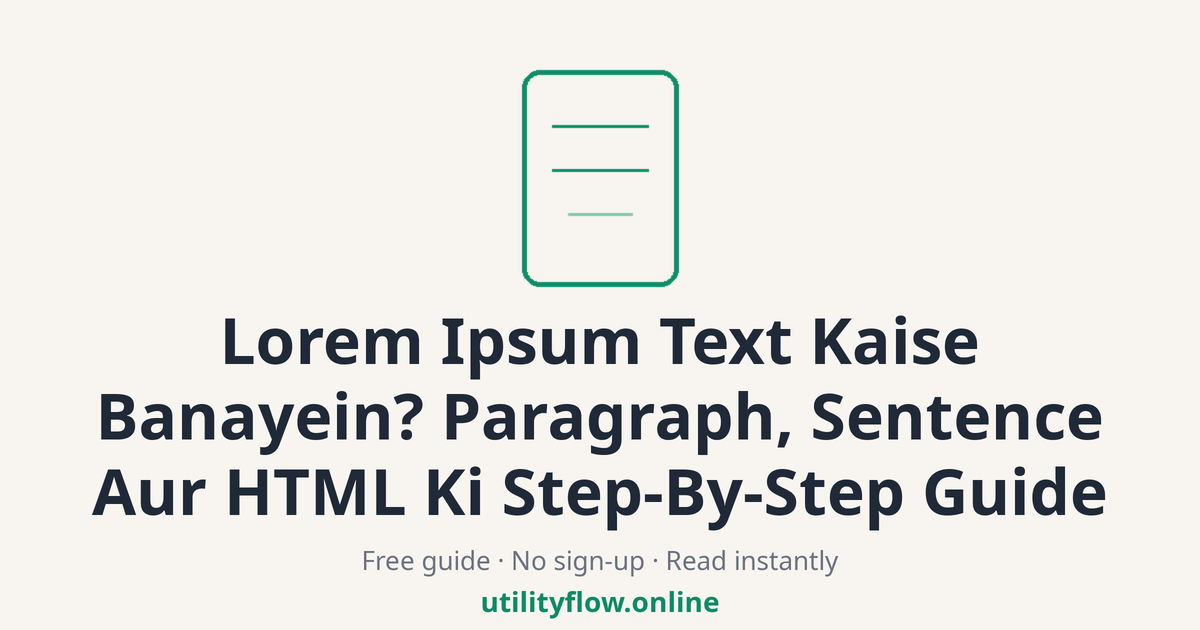 Lorem Ipsum Text Kaise
Banayein? Paragraph, Sentence
Aur HTML Ki Step-By-Step Guide
Free guide · No sign-up · Read instantly
utilityflow.online